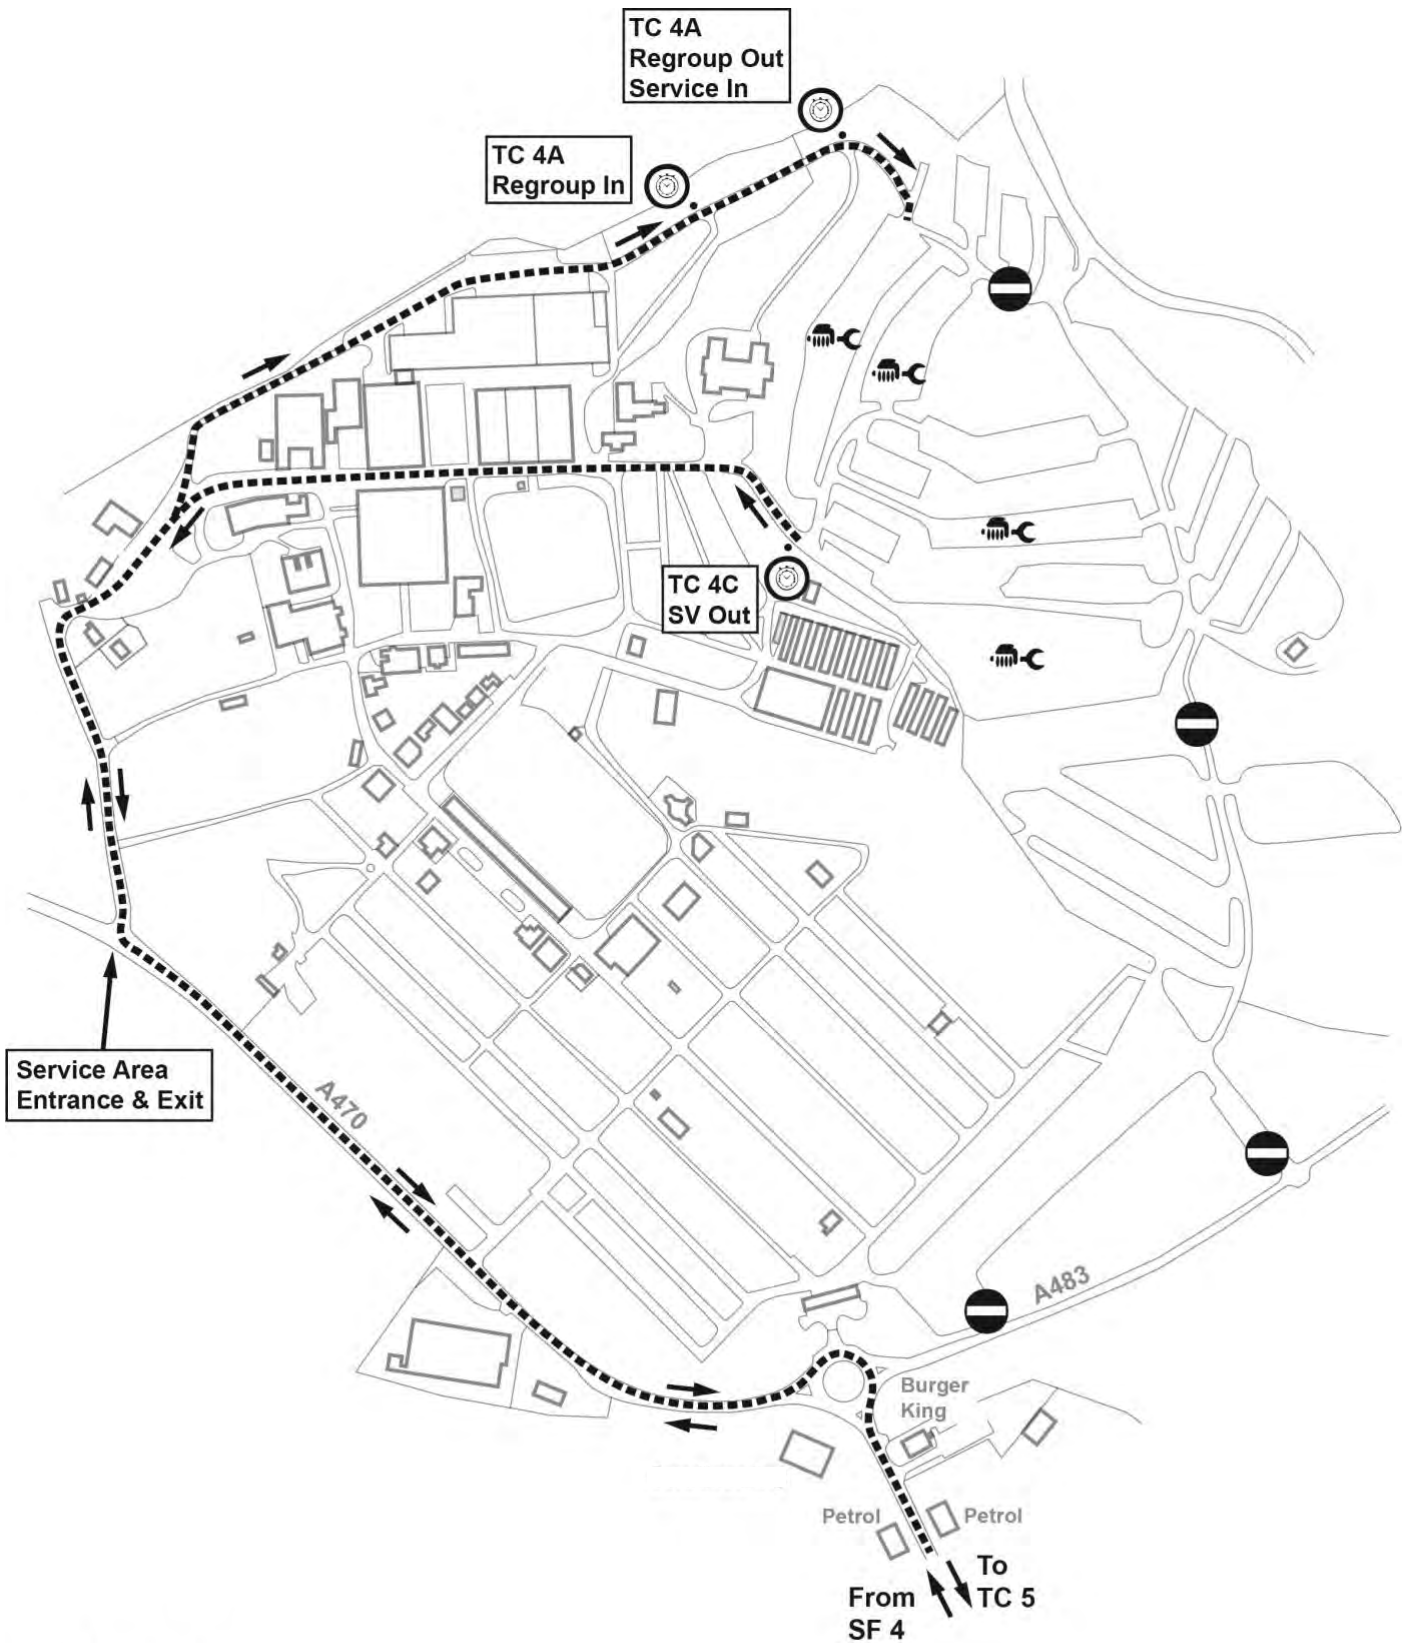 TC 4A
Regroup Out
Service In
TC 4A
Regroup In
TC 4C
SV Out
Service Area
Entrance & Exit
A470
A483
Burger
King
Petrol
Petrol
To
TC 5
From
SF 4